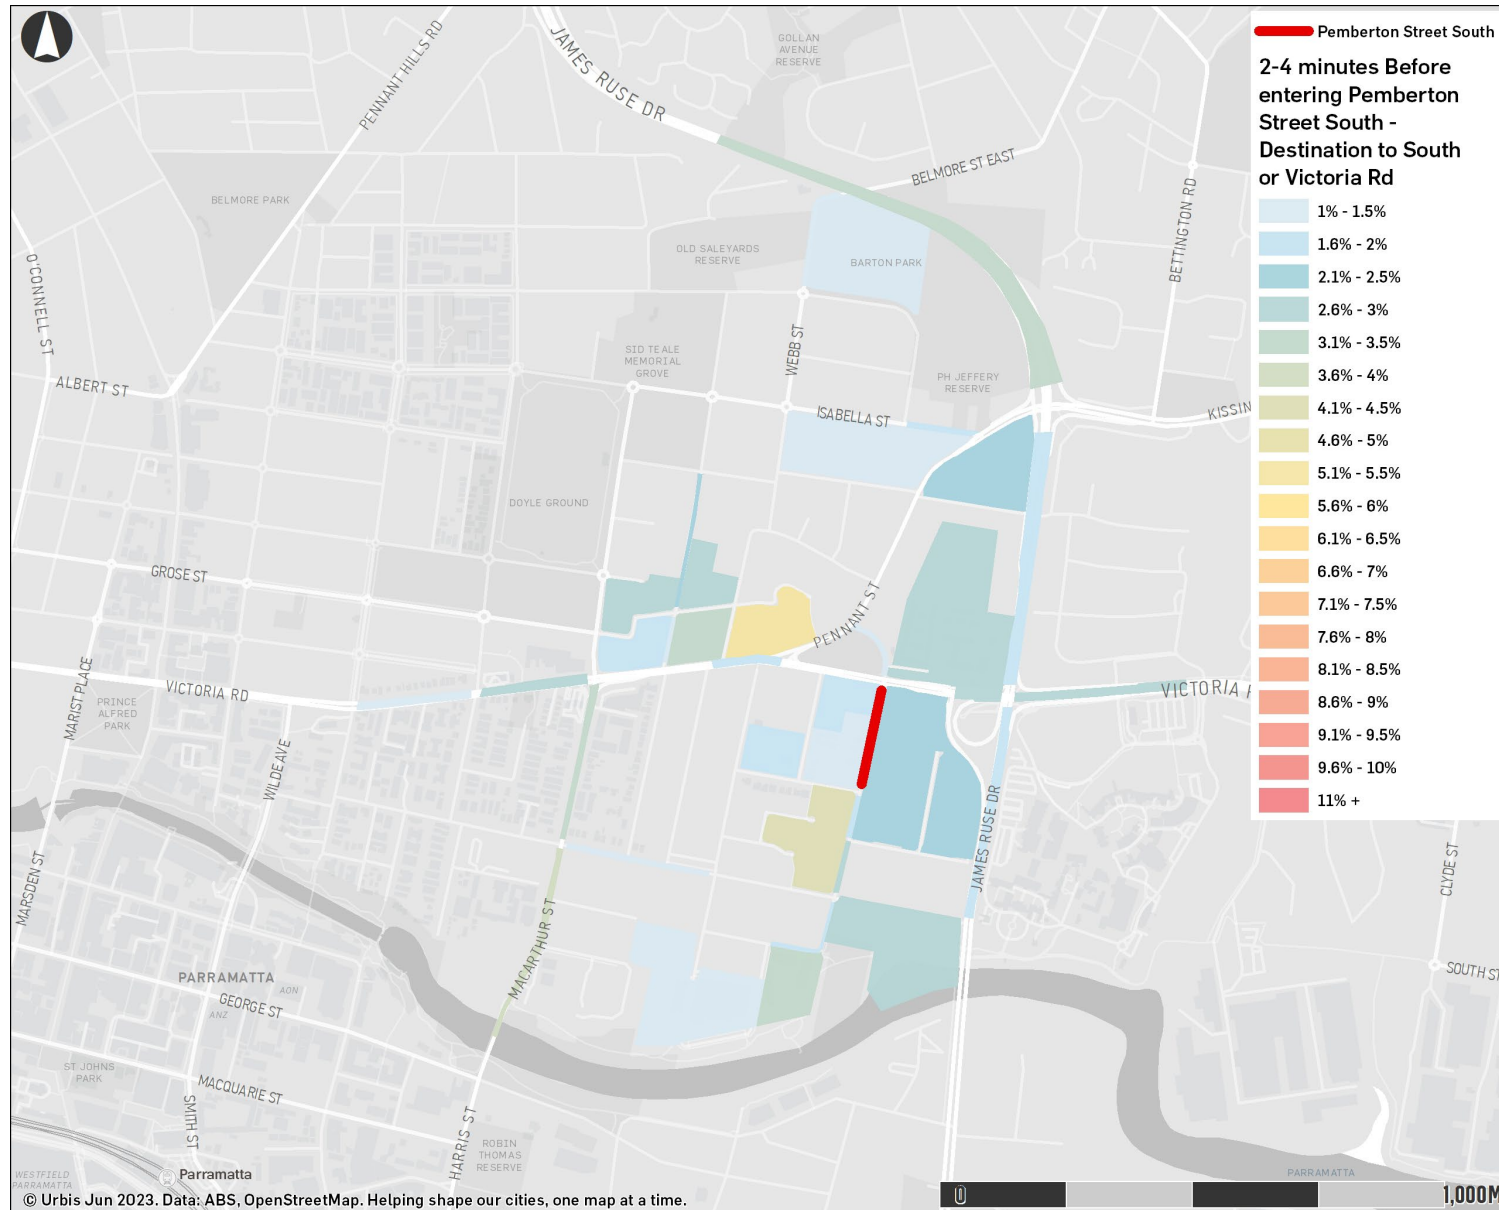 GOLLAN
AVENUE
RESERVE
JAMES RUSE DR
PENNANT HILLS RD
BELMORE ST EAST
BELMORE PARK
BETTINGTON RD
OLD SALEYARDS
RESERVE
BARTON PARK
O'CONNELL ST
WEBB ST
SID TEALE
MEMORIAL
GROVE
PH JEFFERY
RESERVE
ALBERT ST
ISABELLA ST
KISSIN
DOYLE GROUND
GROSE ST
PENNANT ST
MARIST PLACE
VICTORIA RD
VICTORIA R
PRINCE
ALFRED
PARK
WILDE AVE
JAMES RUSE DR
MARSDEN ST
CLYDE ST
MACARTHUR ST
PARRAMATTA
GEORGE ST
AON
ANZ
SOUTH ST
ST JOHNS
PARK
MACQUARIE ST
SMITH ST
HARRIS ST
ROBIN
THOMAS
RESERVE
WESTFIELD
PARRAMATTA
Parramatta
PARRAMATTA
© Urbis Jun 2023. Data: ABS, OpenStreetMap. Helping shape our cities, one map at a time.
0
1,000M
Pemberton Street South
2-4 minutes Before
entering Pemberton
Street South -
Destination to South
or Victoria Rd
1% - 1.5%
1.6% - 2%
2.1% - 2.5%
2.6% - 3%
3.1% - 3.5%
3.6% - 4%
4.1% - 4.5%
4.6% - 5%
5.1% - 5.5%
5.6% - 6%
6.1% - 6.5%
6.6% - 7%
7.1% - 7.5%
7.6% - 8%
8.1% - 8.5%
8.6% - 9%
9.1% - 9.5%
9.6% - 10%
11% +